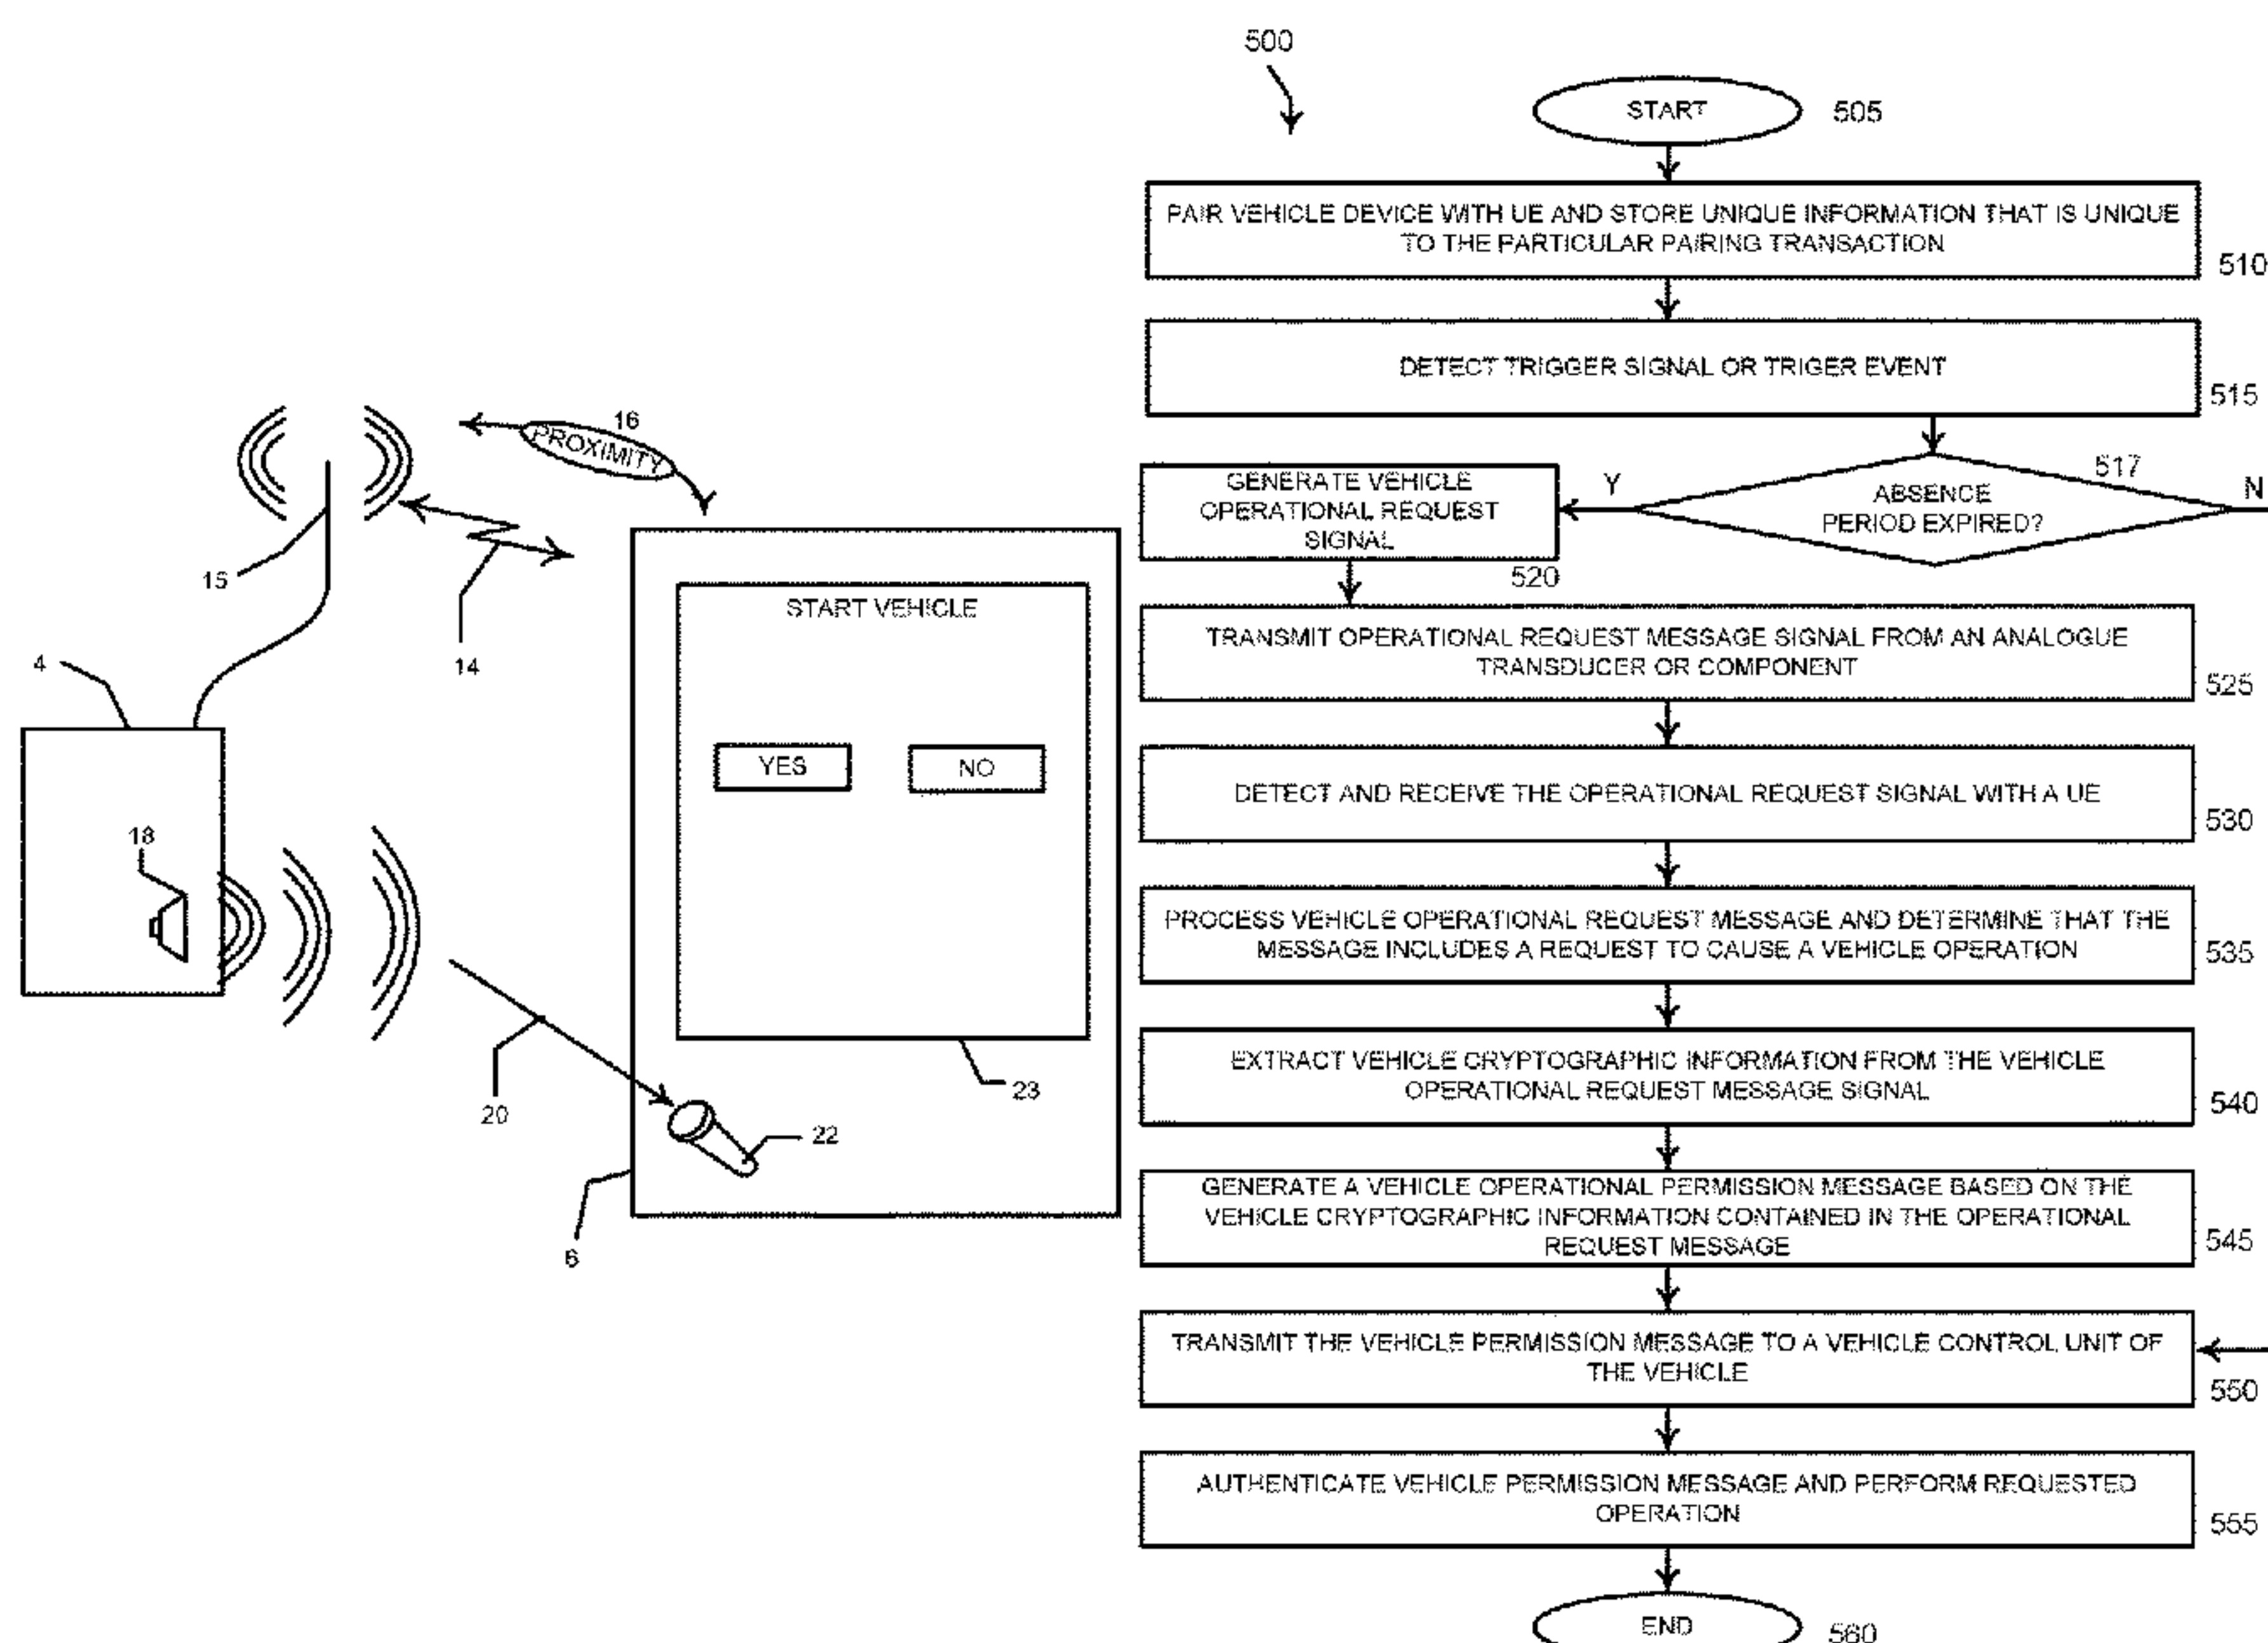 500
START
505
PAIR VEHICLE DEVICE WITH UE AND STORE UNIQUE INFORMATION THAT IS UNIQUE
TO THE PARTICULAR PAIRING TRANSACTION
510
DETECT TRIGGER SIGNAL OR TRIGER EVENT
515
517
ABSENCE
PERIOD EXPIRED?
Y
N
GENERATE VEHICLE
OPERATIONAL REQUEST
SIGNAL
520
TRANSMIT OPERATIONAL REQUEST MESSAGE SIGNAL FROM AN ANALOGUE
TRANSDUCER OR COMPONENT
525
DETECT AND RECEIVE THE OPERATIONAL REQUEST SIGNAL WITH A UE
530
PROCESS VEHICLE OPERATIONAL REQUEST MESSAGE AND DETERMINE THAT THE
MESSAGE INCLUDES A REQUEST TO CAUSE A VEHICLE OPERATION
535
EXTRACT VEHICLE CRYPTOGRAPHIC INFORMATION FROM THE VEHICLE
OPERATIONAL REQUEST MESSAGE SIGNAL
540
GENERATE A VEHICLE OPERATIONAL PERMISSION MESSAGE BASED ON THE
VEHICLE CRYPTOGRAPHIC INFORMATION CONTAINED IN THE OPERATIONAL
REQUEST MESSAGE
545
TRANSMIT THE VEHICLE PERMISSION MESSAGE TO A VEHICLE CONTROL UNIT OF
THE VEHICLE
550
AUTHENTICATE VEHICLE PERMISSION MESSAGE AND PERFORM REQUESTED
OPERATION
555
END
560
16
PROXIMITY
15
14
4
START VEHICLE
YES
NO
18
23
20
22
6